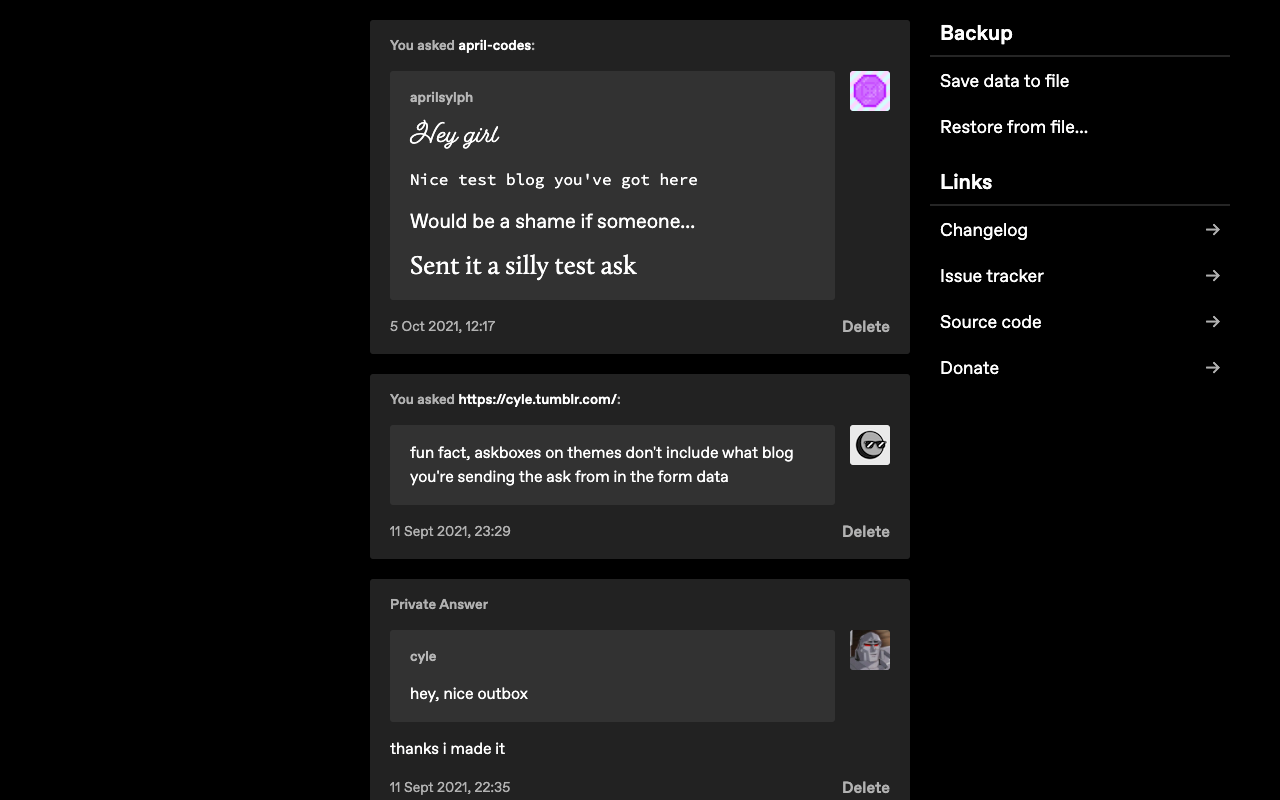 You asked april-codes:
aprilsylph
Hey girl
Nice test blog you've got here
Would be a shame if someone...
Sent it a silly test ask
5 Oct 2021, 12:17
Delete
You asked https://cyle.tumblr.com/:
fun fact, askboxes on themes don't include what blog
you're sending the ask from in the form data
11 Sept 2021, 23:29
Delete
Private Answer
cyle
hey, nice outbox
thanks i made it
11 Sept 2021, 22:35
Delete
Backup
Save data to file
Restore from file...
Links
Changelog
Issue tracker
Source code
Donate